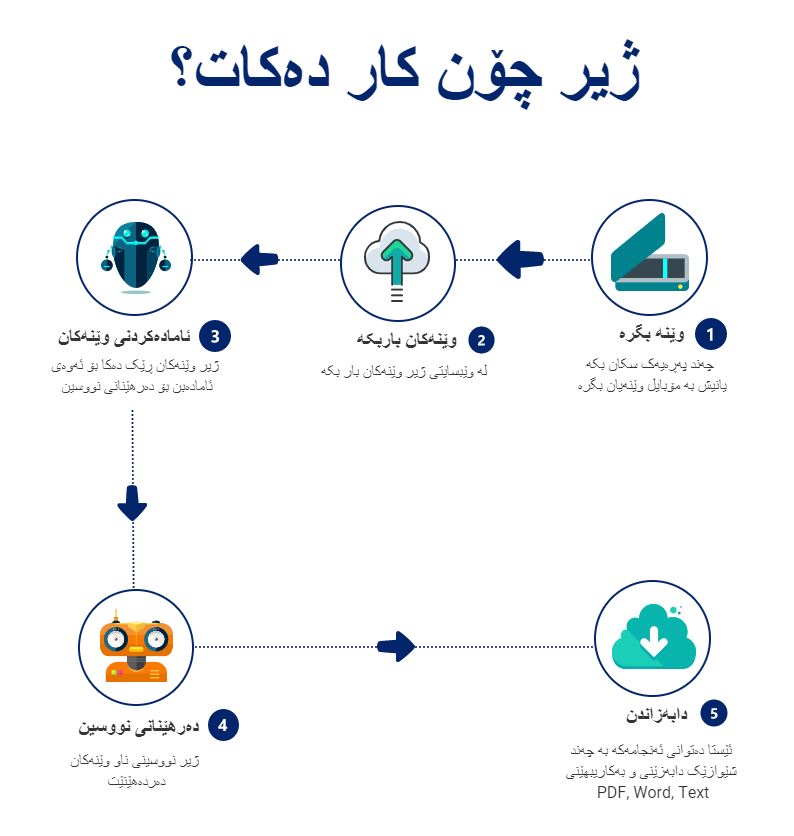 ژیر چۆن کار دەکات؟
1 وێنە بگرە
چەند پەڕەیەک سکان بکە
یانیش بە مۆبایل وێنەیان بگرە
2 وێنەکان باربکە
لە وێبسایتی ژیر وێنەکان بار بکە
3 ئامادەکردنی وێنەکان
ژیر وێنەکان ڕێک دەکا بۆ ئەوەی
ئامادەبن بۆ دەرهێنانی نووسین
4 دەرهێنانی نووسین
ژیر نووسینی ناو وێنەکان
دەردەهێنێت
5 دابەزاندن
ئێستا دەتوانی ئەنجامەکە بە چەند
شێوازێک دابەزێنی و بەکاریبهێنی
PDF, Word, Text